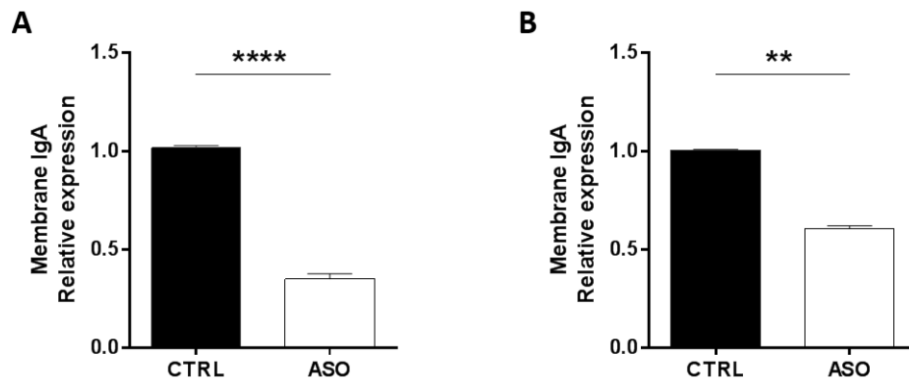 A
Membrane IgA
Relative expression
1.5
1.0
0.5
0.0
****
CTRL
ASO
B
Membrane IgA
Relative expression
1.5
1.0
0.5
0.0
**
CTRL
ASO